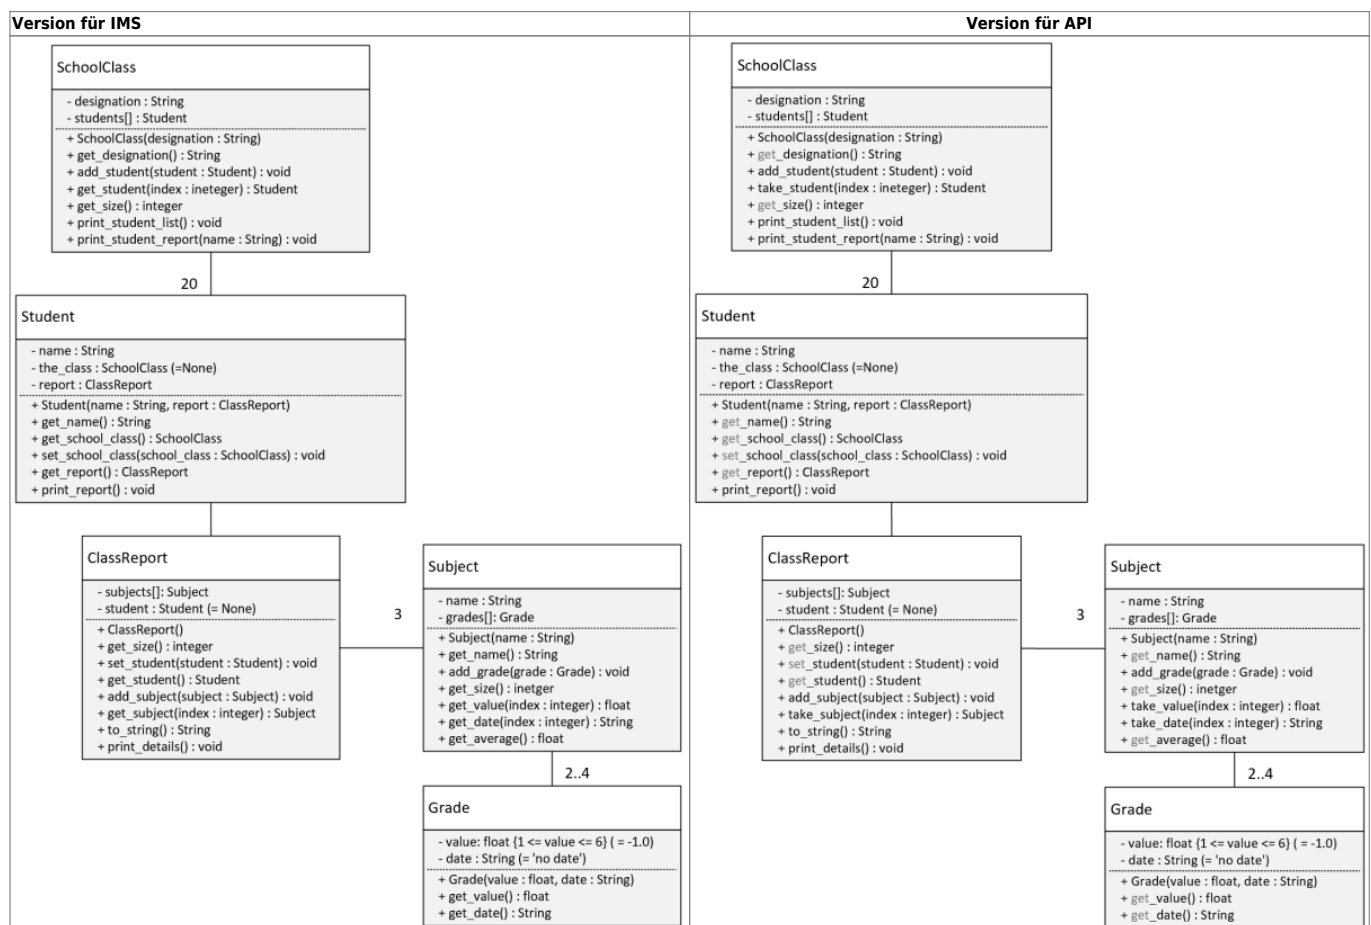 Version für IMS
SchoolClass
- designation : String
- students[] : Student
+ SchoolClass(designation : String)
+ get_designation() : String
+ add_student(student : Student) : void
+ get_student(index : ineteger) : Student
+ get_size() : integer
+ print_student_list() : void
+ print_student_report(name : String) : void
20
Student
- name : String
- the_class : SchoolClass (=None)
- report : ClassReport
+ Student(name : String, report : ClassReport)
+ get_name() : String
+ get_school_class() : SchoolClass
+ set_school_class(school_class : SchoolClass) : void
+ get_report() : ClassReport
+ print_report() : void
ClassReport
- subjects[]: Subject
- student : Student (= None)
+ ClassReport()
+ get_size() : integer
+ set_student(student : Student) : void
+ get_student() : Student
+ add_subject(subject : Subject) : void
+ get_subject(index : integer) : Subject
+ to_string() : String
+ print_details() : void
3
Subject
- name : String
- grades[]: Grade
+ Subject(name : String)
+ get_name() : String
+ add_grade(grade : Grade) : void
+ get_size() : inetger
+ get_value(index : integer) : float
+ get_date(index : integer) : String
+ get_average() : float
2..4
Grade
- value: float {1 <= value <= 6} ( = -1.0)
- date : String (= 'no date')
+ Grade(value : float, date : String)
+ get_value() : float
+ get_date() : String
Version für API
SchoolClass
- designation : String
- students[] : Student
+ SchoolClass(designation : String)
+ get_designation() : String
+ add_student(student : Student) : void
+ take_student(index : ineteger) : Student
+ get_size() : integer
+ print_student_list() : void
+ print_student_report(name : String) : void
20
Student
- name : String
- the_class : SchoolClass (=None)
- report : ClassReport
+ Student(name : String, report : ClassReport)
+ get_name() : String
+ get_school_class() : SchoolClass
+ set_school_class(school_class : SchoolClass) : void
+ get_report() : ClassReport
+ print_report() : void
ClassReport
- subjects[]: Subject
- student : Student (= None)
+ ClassReport()
+ get_size() : integer
+ set_student(student : Student) : void
+ get_student() : Student
+ add_subject(subject : Subject) : void
+ take_subject(index : integer) : Subject
+ to_string() : String
+ print_details() : void
3
Subject
- name : String
- grades[]: Grade
+ Subject(name : String)
+ get_name() : String
+ add_grade(grade : Grade) : void
+ get_size() : inetger
+ take_value(index : integer) : float
+ take_date(index : integer) : String
+ get_average() : float
2..4
Grade
- value: float {1 <= value <= 6} ( = -1.0)
- date : String (= 'no date')
+ Grade(value : float, date : String)
+ get_value() : float
+ get_date() : String